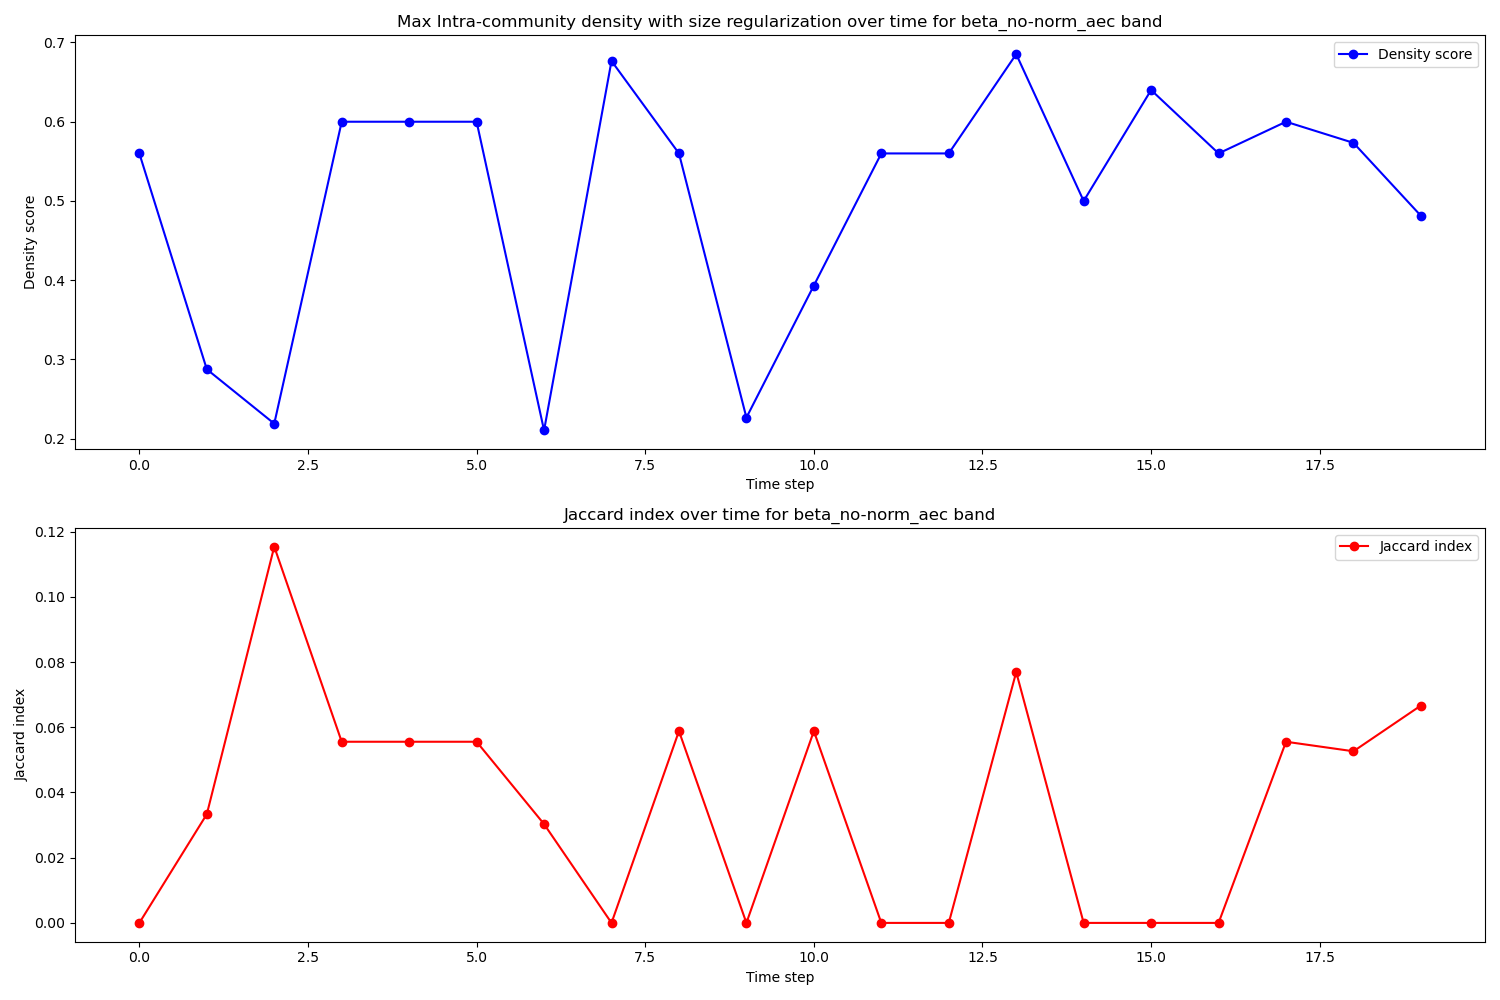 Max Intra-community density with size regularization over time for beta_no-norm_aec band
Density score
0.7
0.6
0.5
0.4
0.3
0.2
Density score
0.0 2.5 5.0 7.5 10.0 12.5 15.0 17.5
Time step
Jaccard index over time for beta_no-norm_aec band
Jaccard index
0.12
0.10
0.08
0.06
0.04
0.02
0.00
Jaccard index
0.0 2.5 5.0 7.5 10.0 12.5 15.0 17.5
Time step